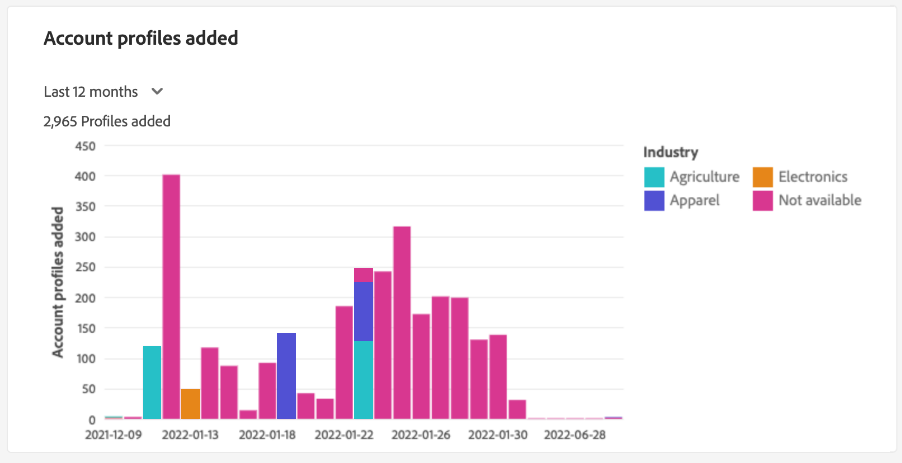 Account profiles added
Last 12 months
2,965 Profiles added
Account profiles added
450
400
350
300
250
200
150
100
50
0
2021-12-09 2022-01-13 2022-01-18 2022-01-22 2022-01-26 2022-01-30 2022-06-28
Industry
Agriculture Electronics
Apparel Not available